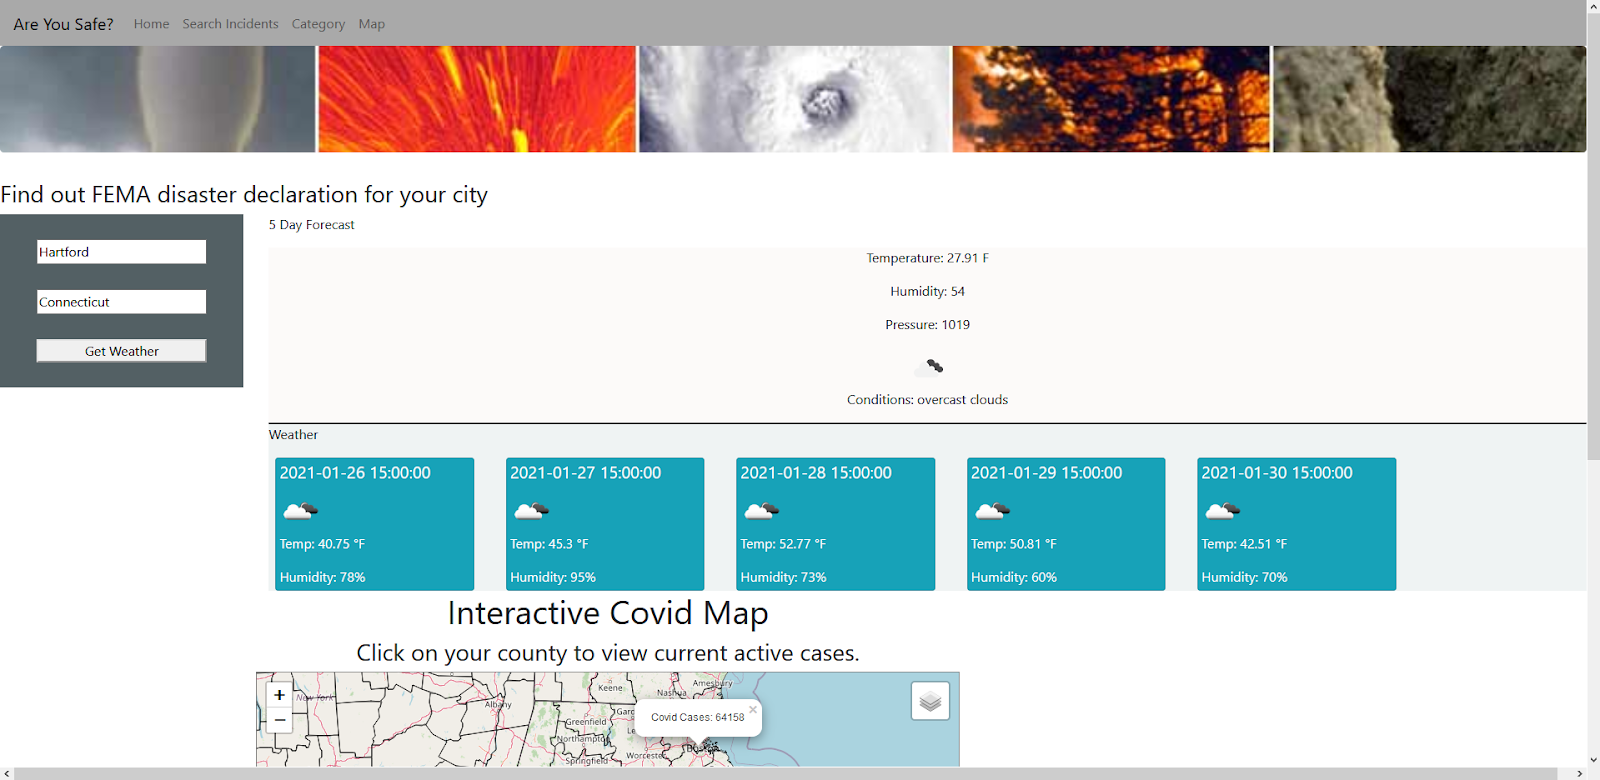 Are You Safe? Home Search Incidents Category Map
Find out FEMA disaster declaration for your city
Hartford
Connecticut
Get Weather
5 Day Forecast
Temperature: 27.91 F
Humidity: 54
Pressure: 1019
Conditions: overcast clouds
Weather
2021-01-26 15:00:00
Temp: 40.75 °F
Humidity: 78%
2021-01-27 15:00:00
Temp: 45.3 °F
Humidity: 95%
2021-01-28 15:00:00
Temp: 52.77 °F
Humidity: 73%
2021-01-29 15:00:00
Temp: 50.81 °F
Humidity: 60%
2021-01-30 15:00:00
Temp: 42.51 °F
Humidity: 70%
Interactive Covid Map
Click on your county to view current active cases.
+
−
New York
Albany
Keene
Nashua
Amesbury
Greenfield
Gar
Le
Northampto
Worcester
Springfield
Covid Cases: 64158
×
Boston